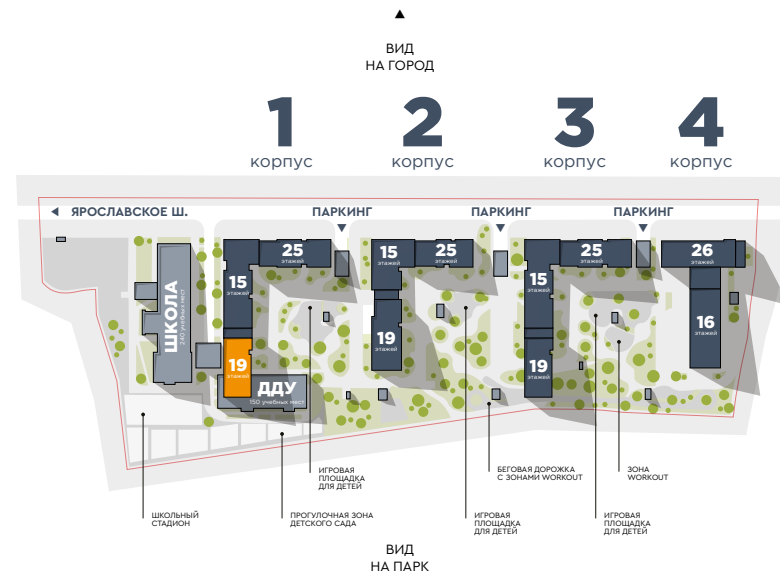 ВИД
НА ГОРОД
1
корпус
2
корпус
3
корпус
4
корпус
ЯРОСЛАВСКОЕ Ш.
ПАРКИНГ
ПАРКИНГ
ПАРКИНГ
25
этажей
15
этажей
25
этажей
25
этажей
26
этажей
15
этажей
15
этажей
ШКОЛА
учебных мест
16
этажей
19
этажей
19
этажей
19
этажей
ДДУ
150 учебных мест
ИГРОВАЯ
ПЛОЩАДКА
ДЛЯ ДЕТЕЙ
БЕГОВАЯ ДОРОЖКА
С ЗОНАМИ WORKOUT
ЗОНА
WORKOUT
ШКОЛЬНЫЙ
СТАДИОН
ПРОГУЛОЧНАЯ ЗОНА
ДЕТСКОГО САДА
ИГРОВАЯ
ПЛОЩАДКА
ДЛЯ ДЕТЕЙ
ИГРОВАЯ
ПЛОЩАДКА
ДЛЯ ДЕТЕЙ
ВИД
НА ПАРК